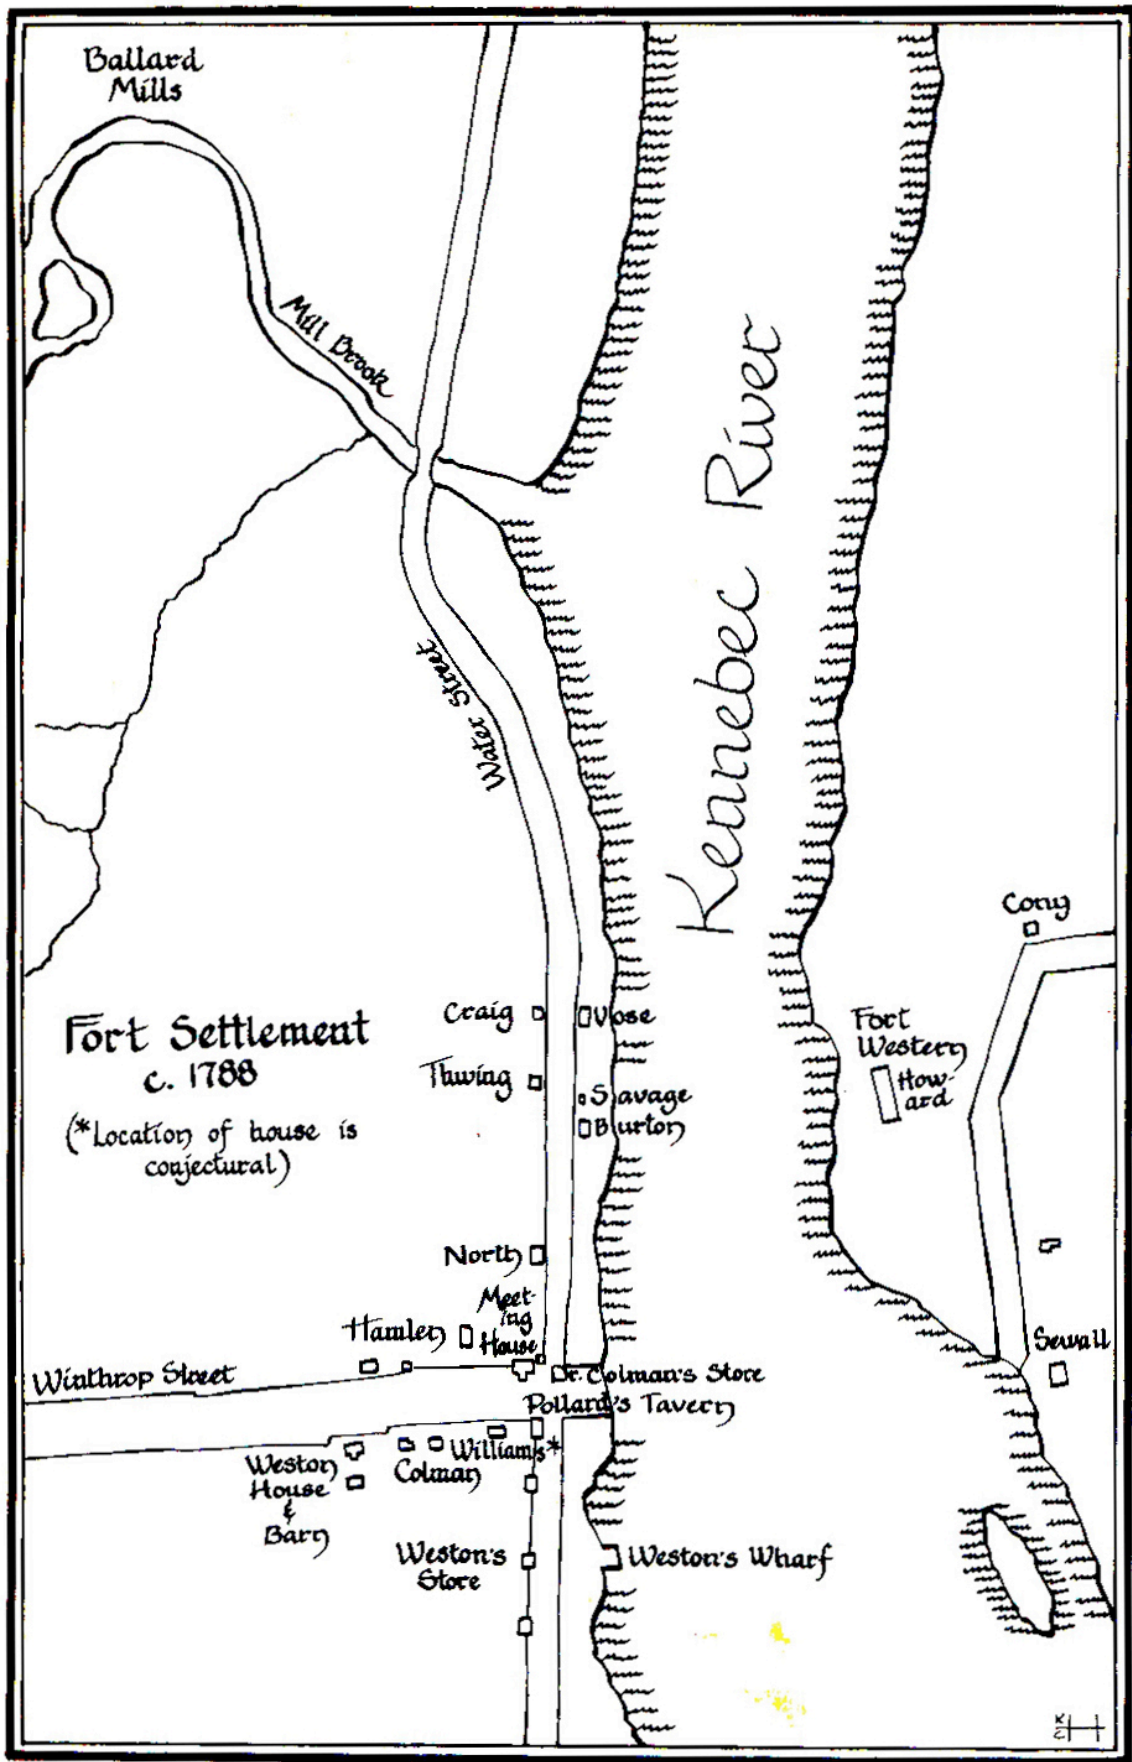 Ballard
Mills
Mill Brook
Kennebec River
Water Street
Cony
Fort Settlement
c. 1788
(*Location of house is
conjectural)
Craig
Vose
Fort
Western
How-
ard
Thwing
Savage
Burton
North
Meet-
ing
House
Hamlen
Sewall
Winthrop Street
Dr. Colman's Store
Pollard's Tavern
Williams*
Weston
House
&
Barn
Colman
Weston's
Store
Weston's Wharf